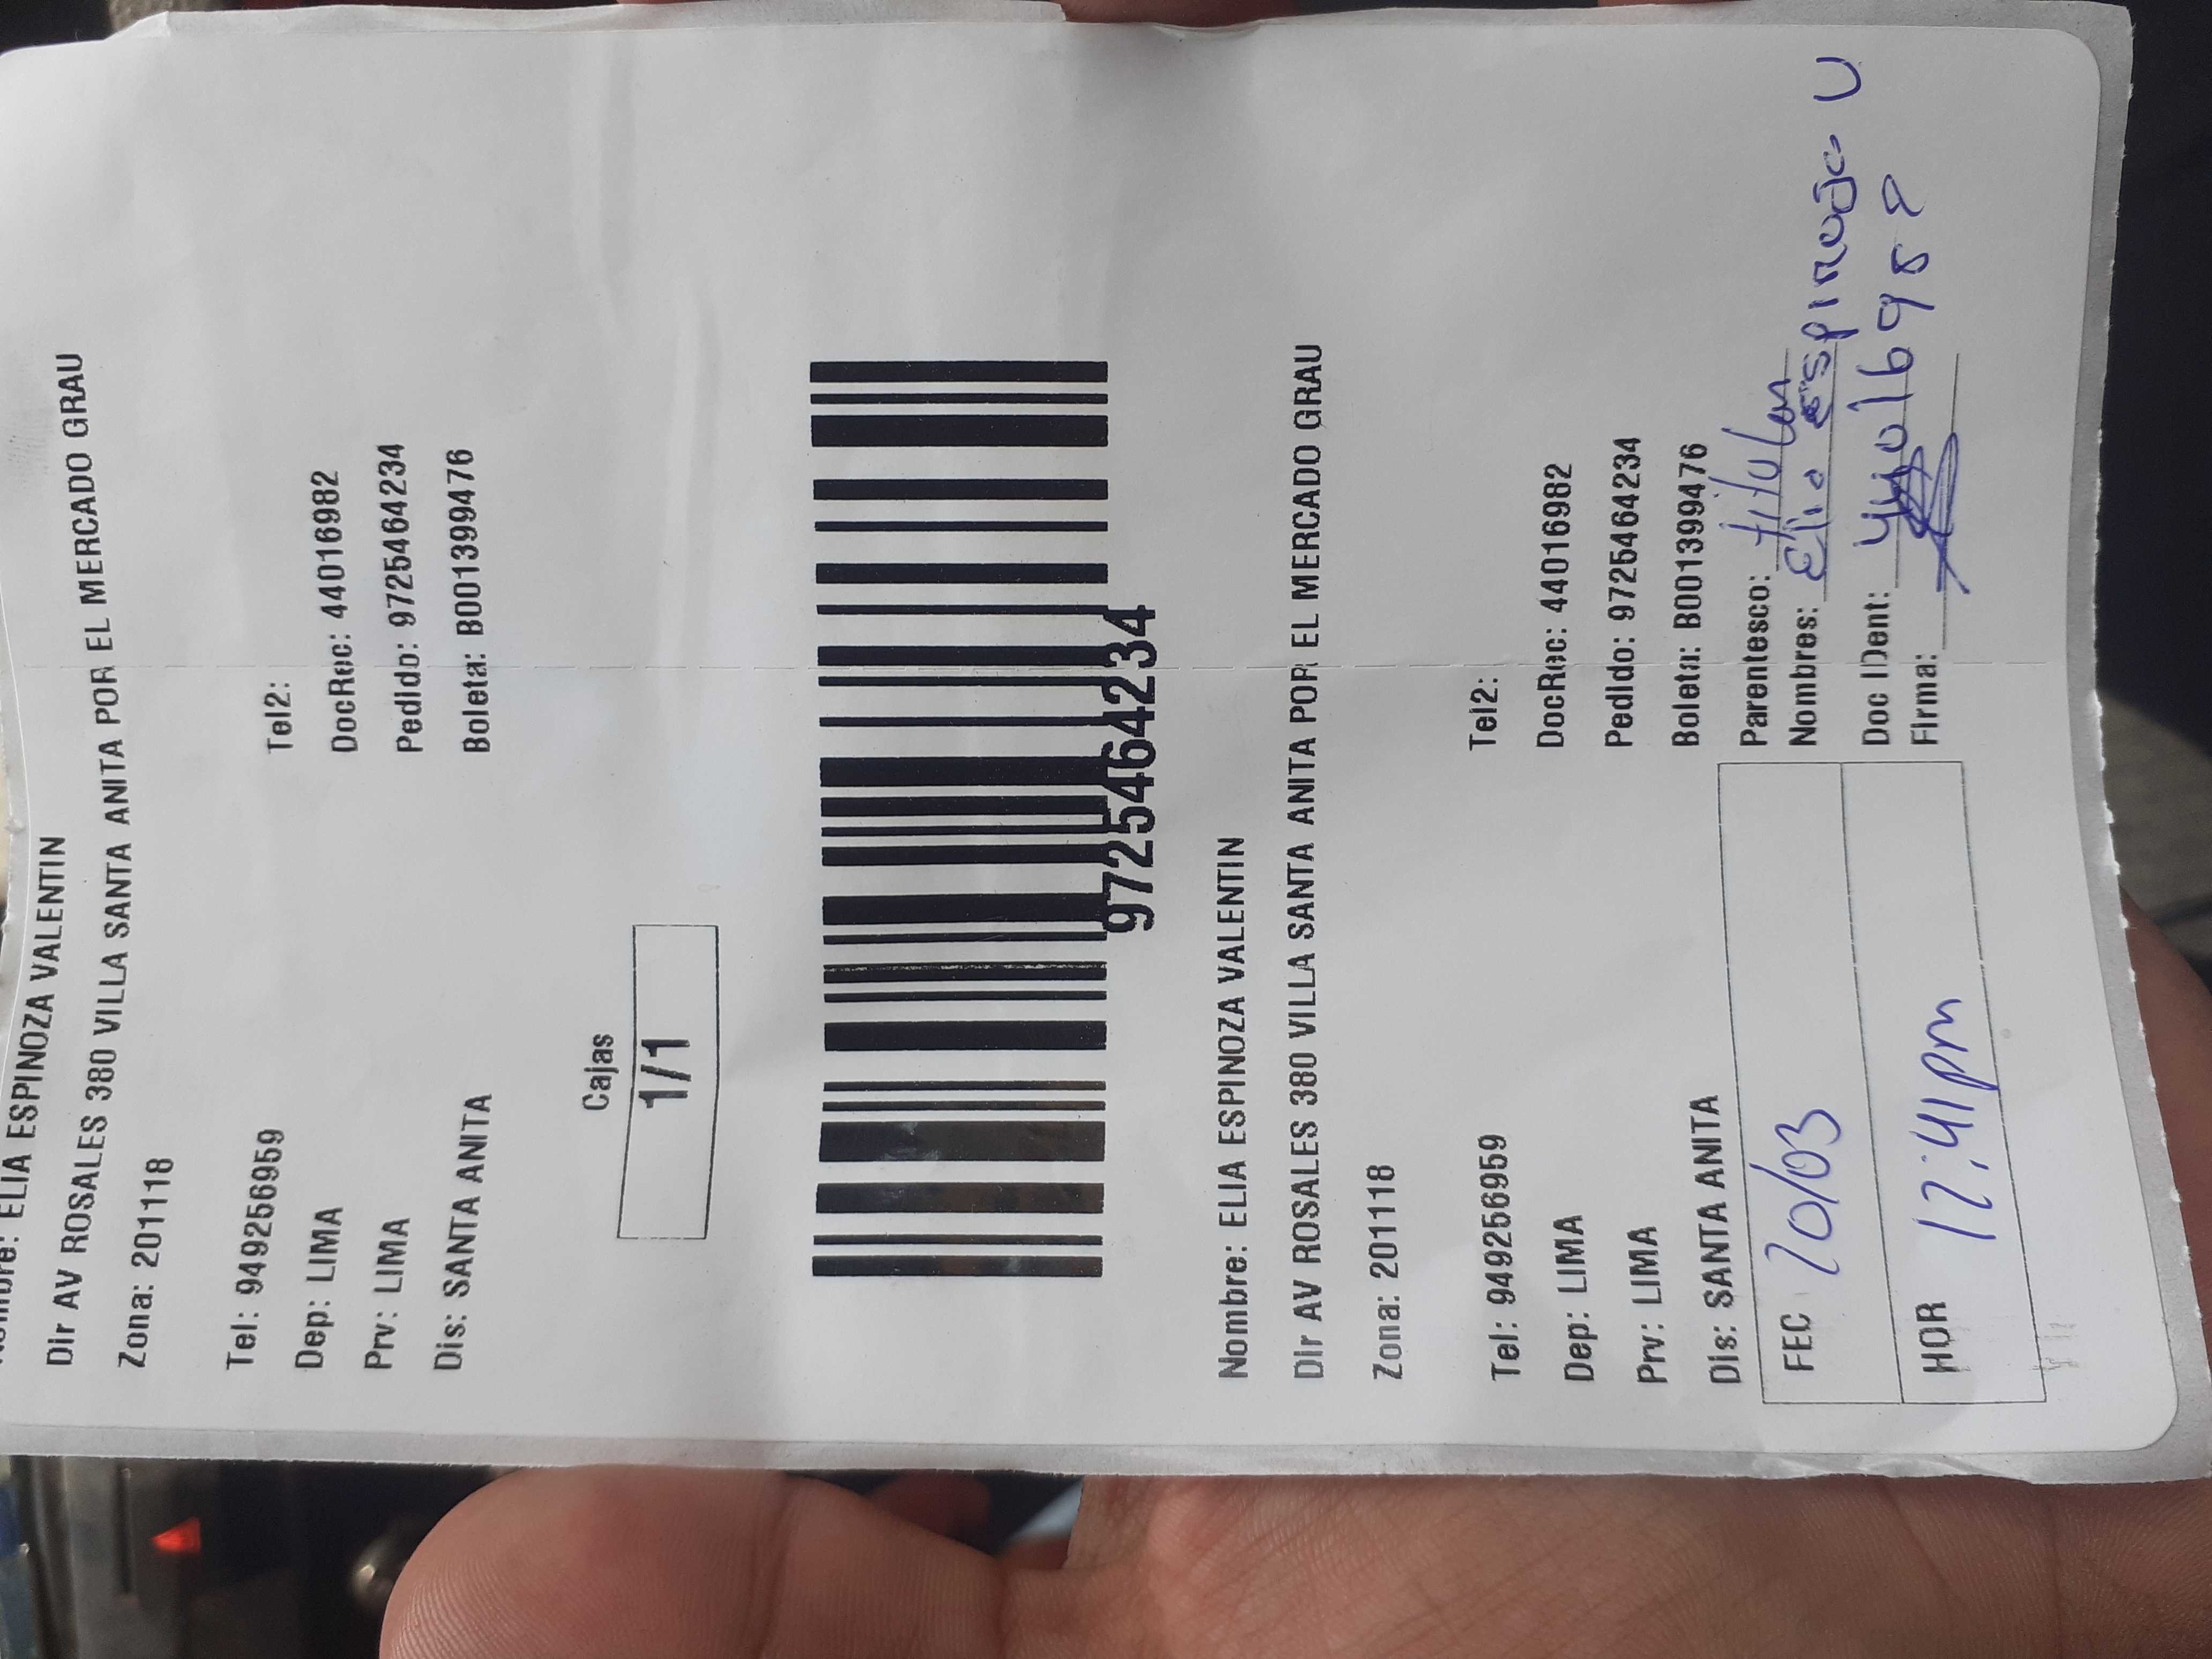 Nombre: ELIA ESPINOZA VALENTIN
Dir AV ROSALES 380 VILLA SANTA ANITA POR EL MERCADO GRAU
Zona: 201118
Tel: 949256959 Tel2:
Dep: LIMA DocRec: 44016982
Prv: LIMA Pedido: 972546464234
Dis: SANTA ANITA Boleta: B001399476
Cajas
1/1
972546464234
Nombre: ELIA ESPINOZA VALENTIN
Dir AV ROSALES 380 VILLA SANTA ANITA POR EL MERCADO GRAU
Zona: 201118
Tel: 949256959 Tel2:
Dep: LIMA DocRec: 44016982
Prv: LIMA Pedido: 972546464234
Dis: SANTA ANITA Boleta: B001399476
FEC 20/03 Parentesco: titular
Nombres: Elia espinoza V
HOR 12:41pm Doc IDent: 44016982
Firma: